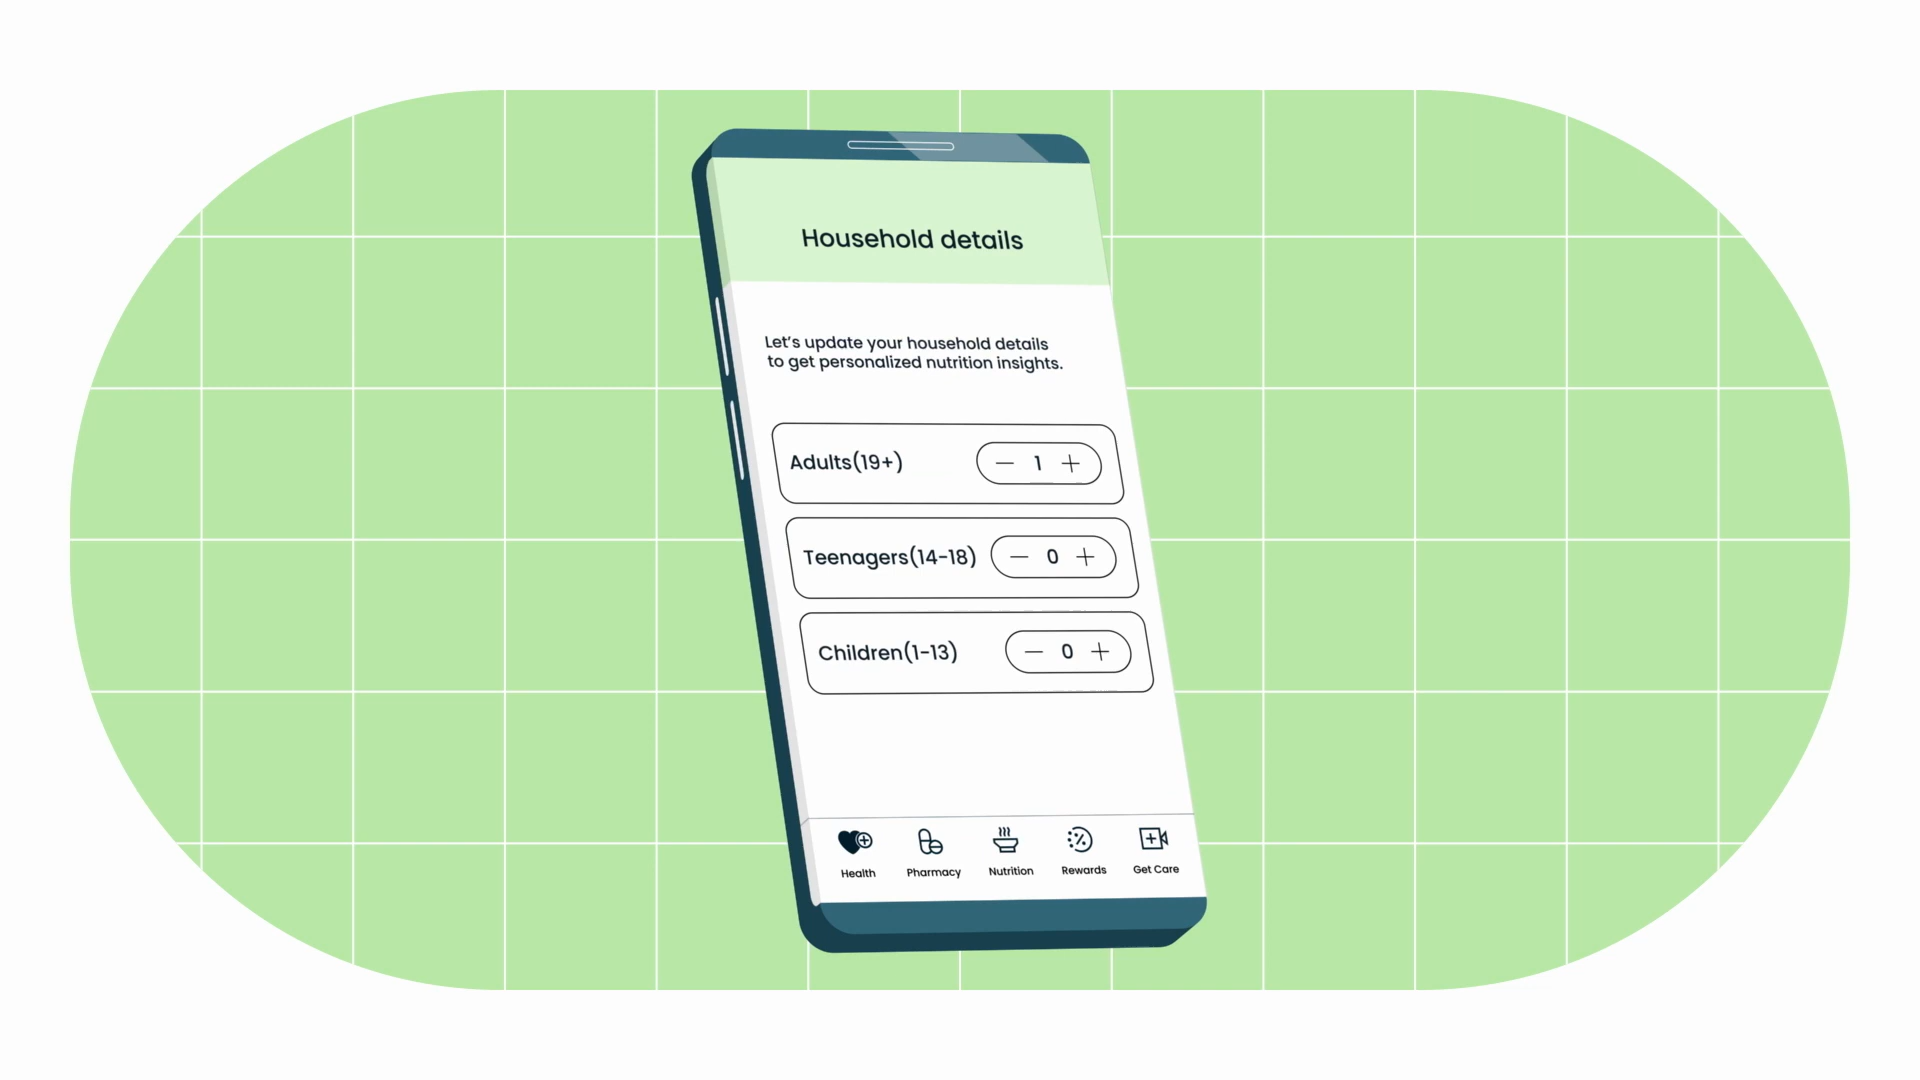 Household details
Let's update your household details
to get personalized nutrition insights.
Adults(19+) — 1 +
Teenagers(14-18) — 0 +
Children(1-13) — 0 +
Health Pharmacy Nutrition Rewards Get Care